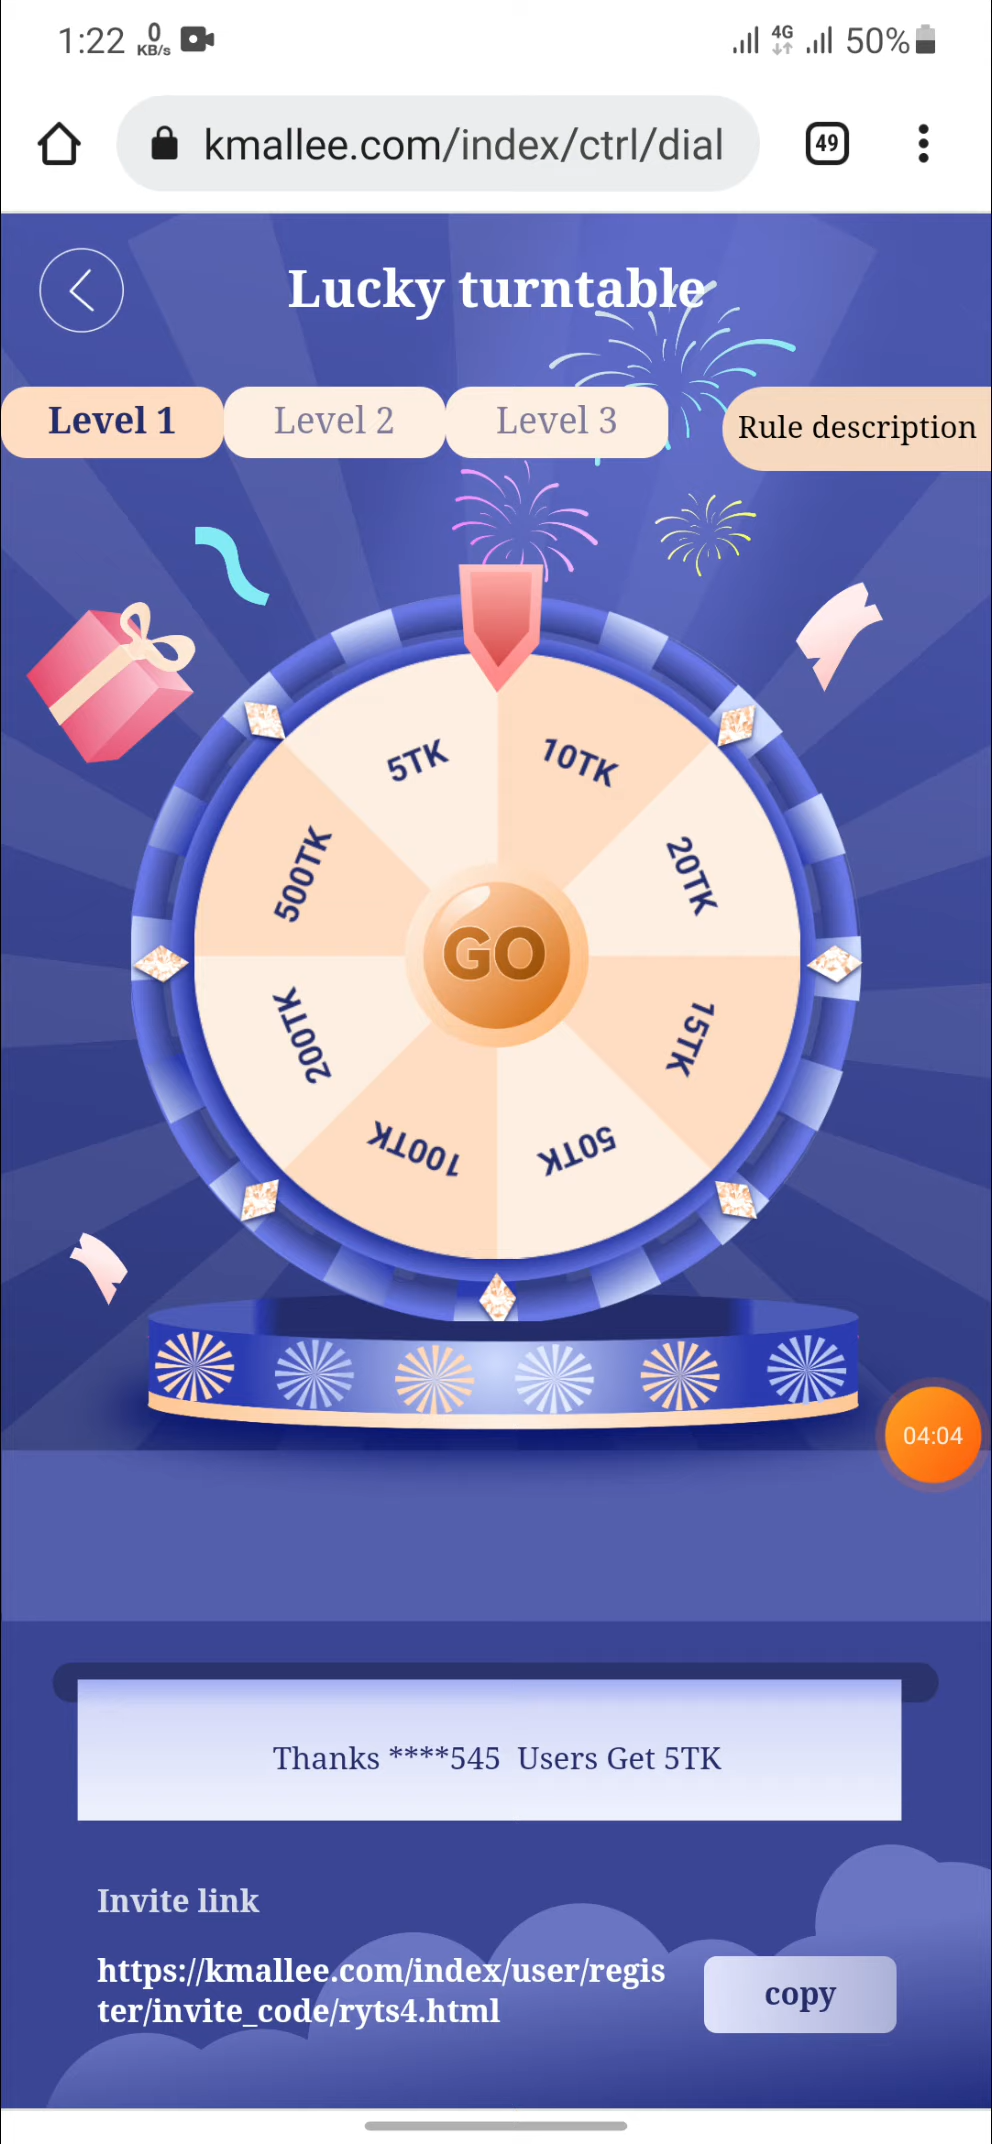 1:22 0 KB/s 4G 50%
kmallee.com/index/ctrl/dial 49
Lucky turntable
Level 1 Level 2 Level 3 Rule description
5TK 10TK
500TK 20TK
GO
200TK 15TK
100TK 50TK
04:04
Thanks ****545 Users Get 5TK
Invite link
https://kmallee.com/index/user/regis
ter/invite_code/ryts4.html
copy